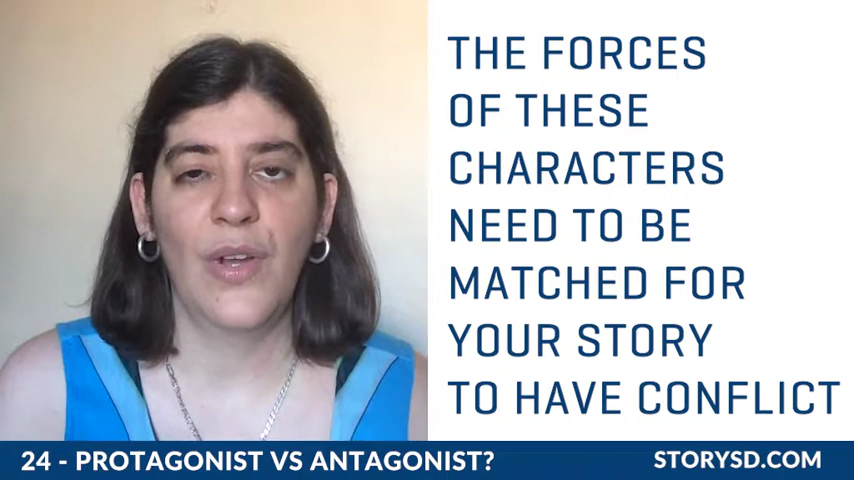 THE FORCES
OF THESE
CHARACTERS
NEED TO BE
MATCHED FOR
YOUR STORY
TO HAVE CONFLICT
24 - PROTAGONIST VS ANTAGONIST?
STORYSD.COM